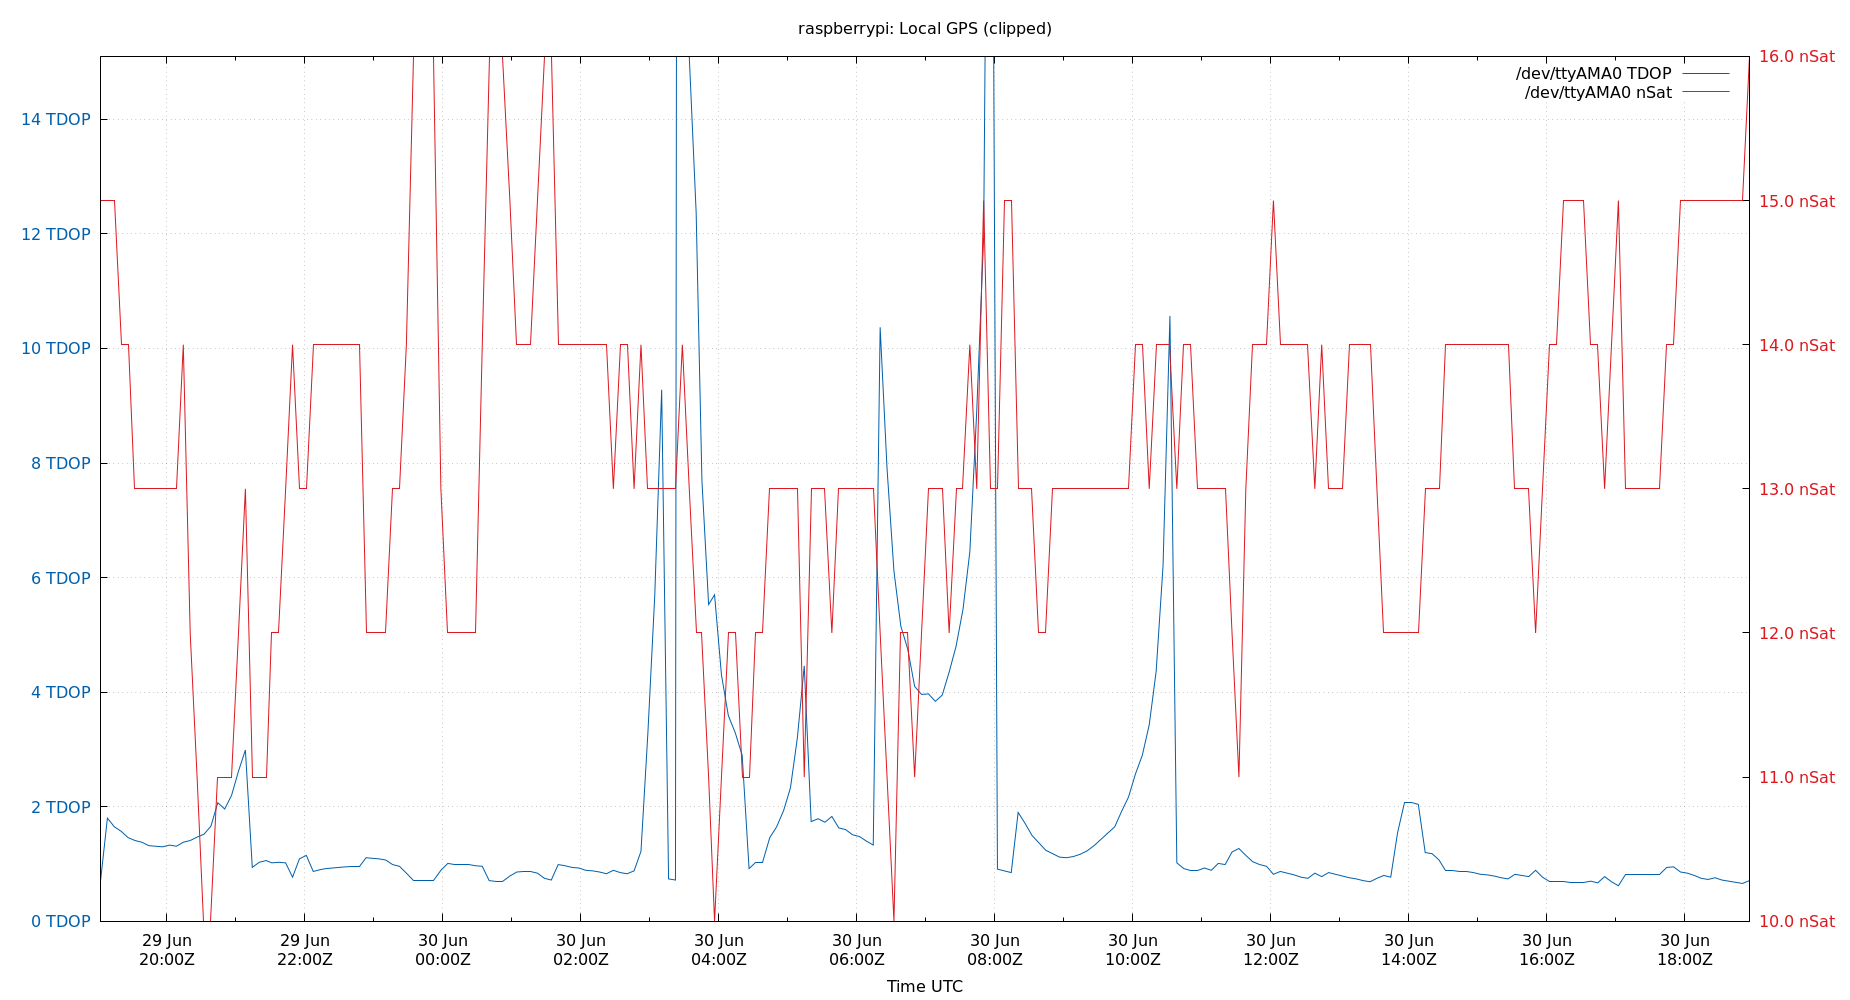 raspberrypi: Local GPS (clipped)
/dev/ttyAMA0 TDOP
/dev/ttyAMA0 nSat
14 TDOP
12 TDOP
10 TDOP
8 TDOP
6 TDOP
4 TDOP
2 TDOP
0 TDOP
16.0 nSat
15.0 nSat
14.0 nSat
13.0 nSat
12.0 nSat
11.0 nSat
10.0 nSat
29 Jun
20:00Z
29 Jun
22:00Z
30 Jun
00:00Z
30 Jun
02:00Z
30 Jun
04:00Z
30 Jun
06:00Z
30 Jun
08:00Z
30 Jun
10:00Z
30 Jun
12:00Z
30 Jun
14:00Z
30 Jun
16:00Z
30 Jun
18:00Z
Time UTC